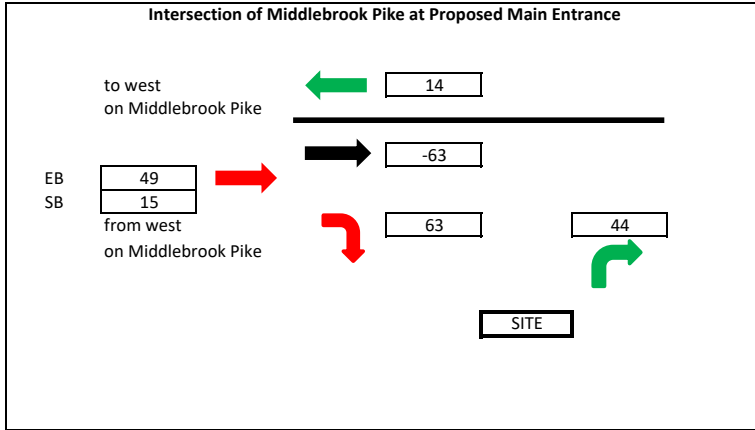 Intersection of Middlebrook Pike at Proposed Main Entrance
to west
14
on Middlebrook Pike
-63
EB 49
SB 15
from west
63 44
on Middlebrook Pike
SITE